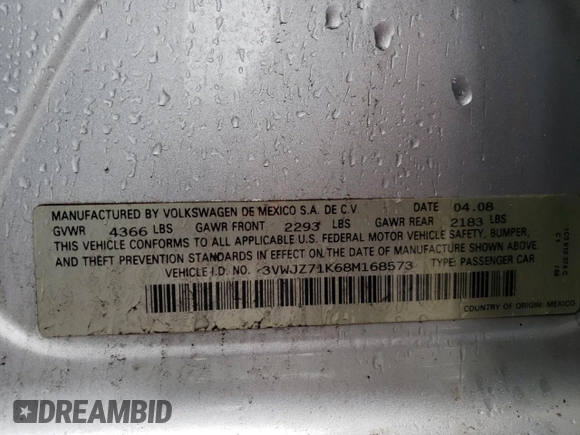 MANUFACTURED BY VOLKSWAGEN DE MEXICO S.A. DE C.V. DATE 04.08
GVWR 4366 LBS GAWR FRONT 2293 LBS GAWR REAR 2183 LBS
THIS VEHICLE CONFORMS TO ALL APPLICABLE U.S. FEDERAL MOTOR VEHICLE SAFETY, BUMPER,
AND THEFT PREVENTION STANDARDS IN EFFECT ON THE DATE OF MANUFACTURE SHOWN ABOVE.
VEHICLE I.D. NO. 3VWJZ71K68M168573 TYPE: PASSENGER CAR
COUNTRY OF ORIGIN: MEXICO
DREAMBID